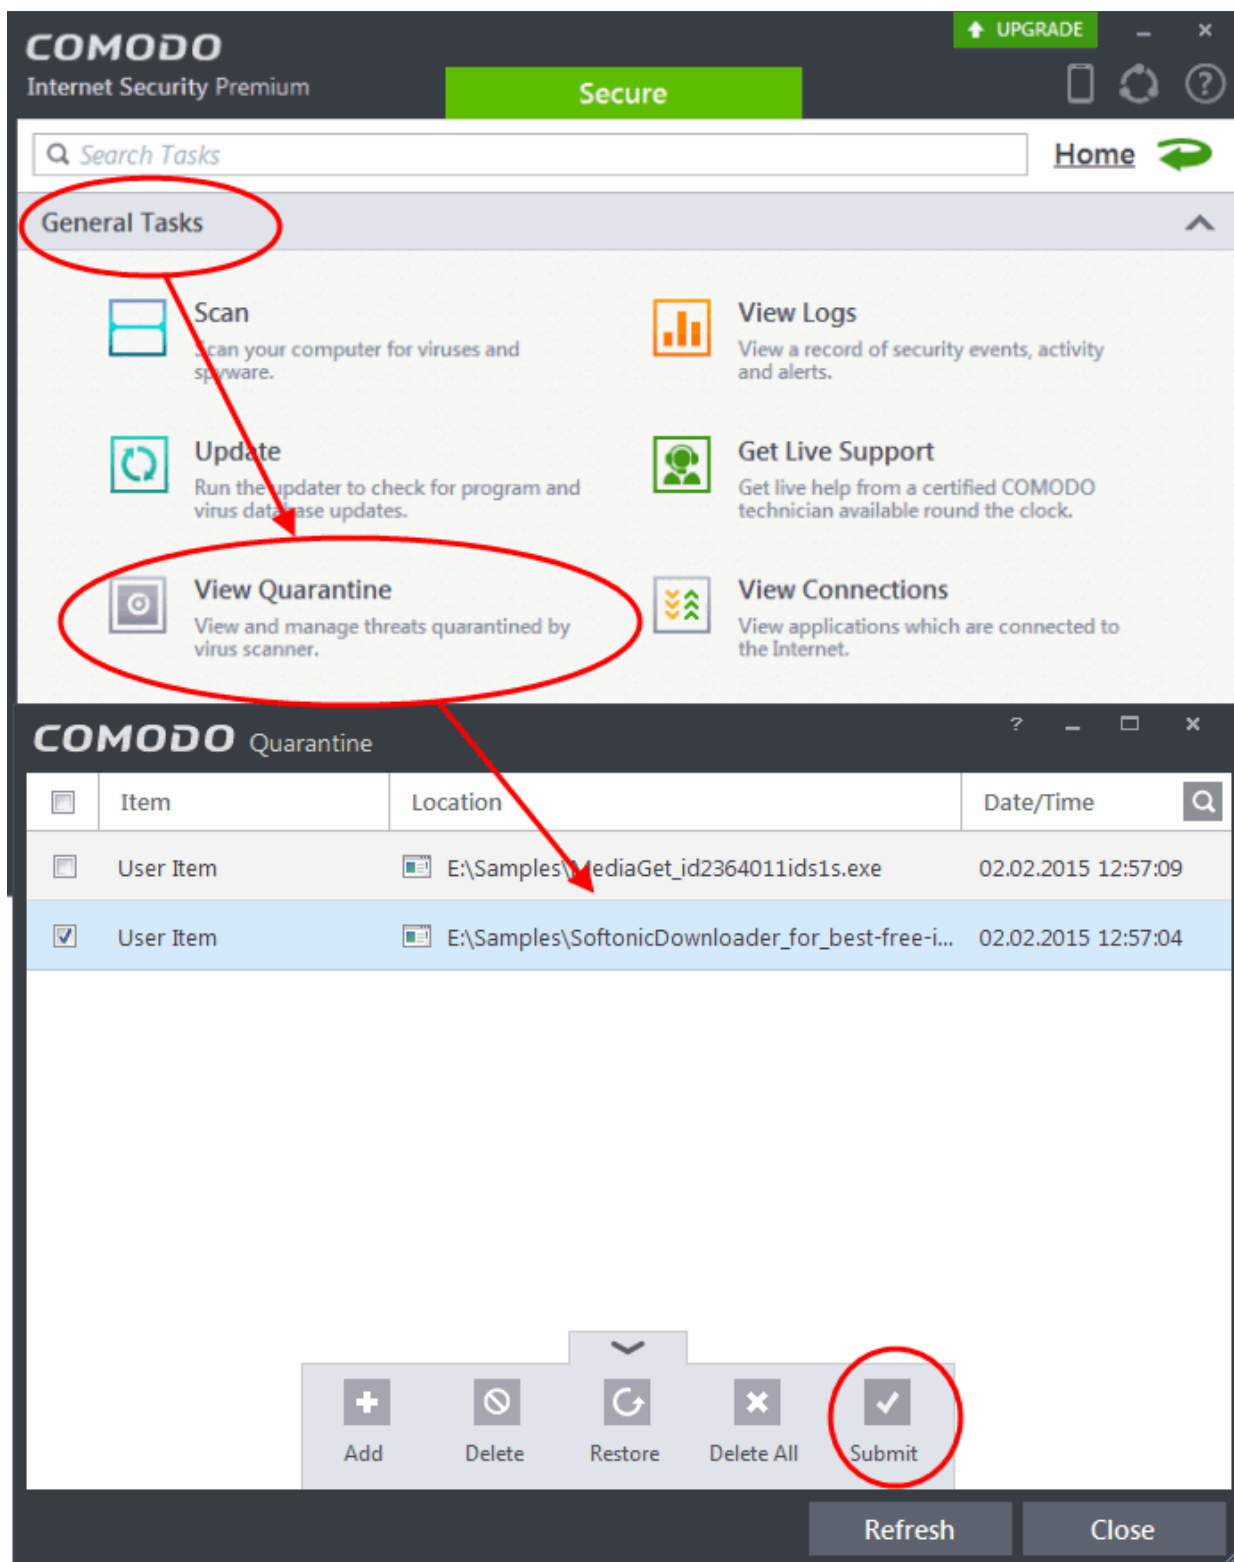 COMODO
Internet Security Premium
UPGRADE
Secure
?
Search Tasks
Home
General Tasks
Scan
Scan your computer for viruses and
spyware.
View Logs
View a record of security events, activity
and alerts.
Update
Run the updater to check for program and
virus database updates.
Get Live Support
Get live help from a certified COMODO
technician available round the clock.
View Quarantine
View and manage threats quarantined by
virus scanner.
View Connections
View applications which are connected to
the Internet.
COMODO Quarantine
?
Item Location Date/Time
User Item E:\Samples\MediaGet_id2364011ids1s.exe 02.02.2015 12:57:09
User Item E:\Samples\SoftonicDownloader_for_best-free-i... 02.02.2015 12:57:04
Add Delete Restore Delete All Submit
Refresh Close